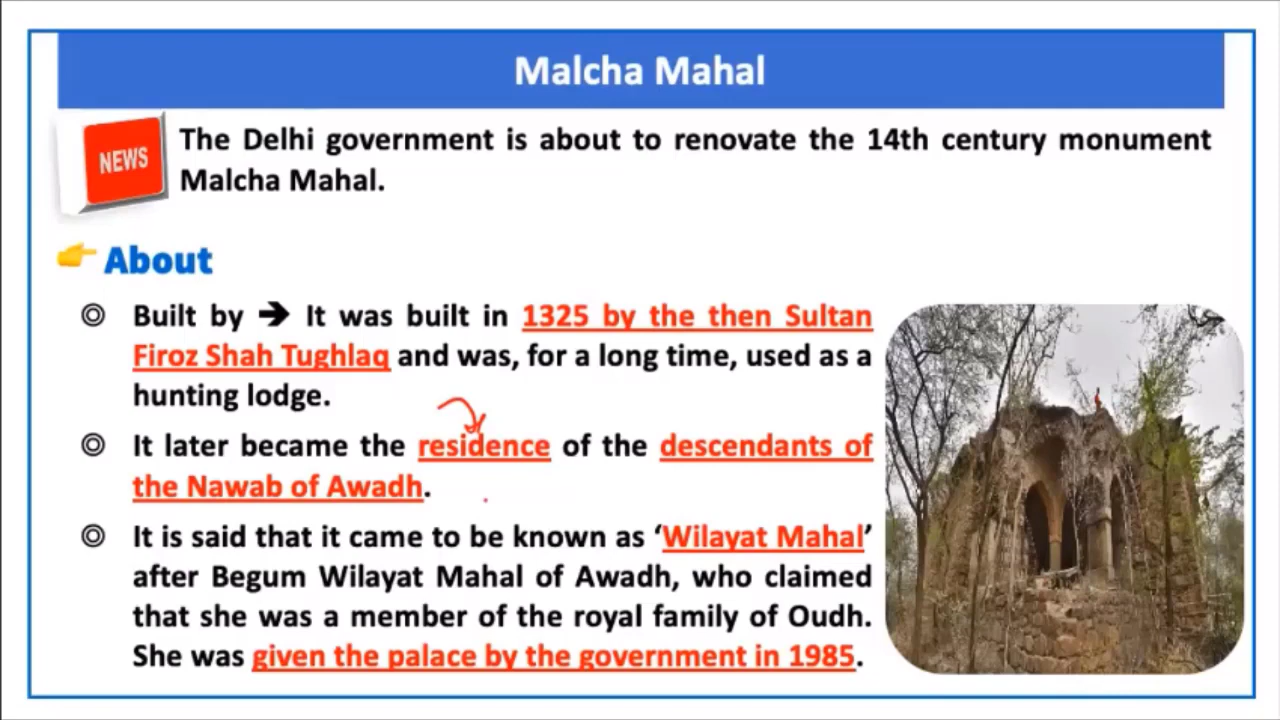 Malcha Mahal
NEWS
The Delhi government is about to renovate the 14th century monument
Malcha Mahal.
About
Built by ➔ It was built in 1325 by the then Sultan
Firoz Shah Tughlaq and was, for a long time, used as a
hunting lodge.
It later became the residence of the descendants of
the Nawab of Awadh.
It is said that it came to be known as ‘Wilayat Mahal’
after Begum Wilayat Mahal of Awadh, who claimed
that she was a member of the royal family of Oudh.
She was given the palace by the government in 1985.